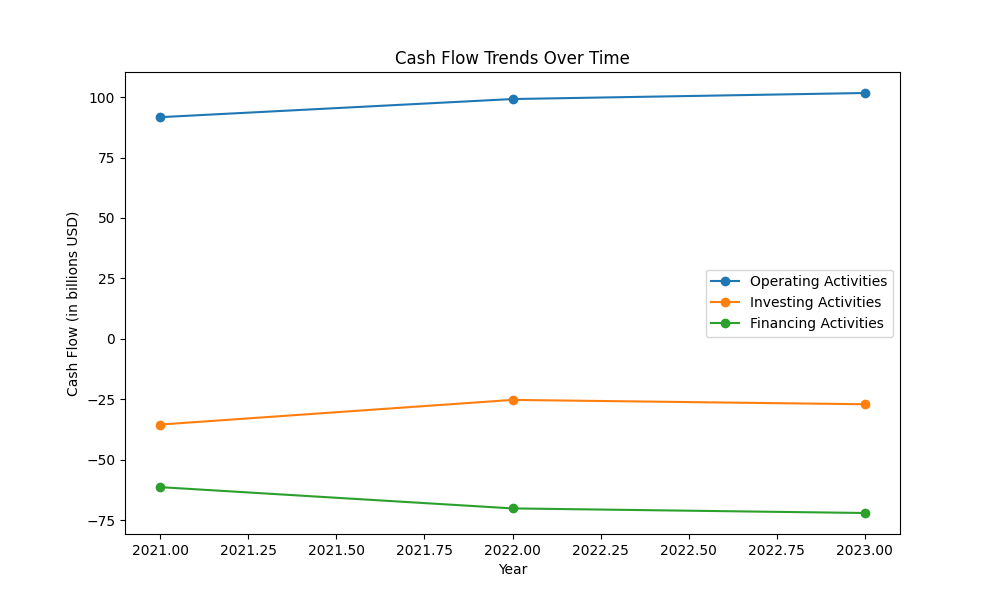 Cash Flow Trends Over Time
Cash Flow (in billions USD)
100
75
50
25
0
−25
−50
−75
Operating Activities
Investing Activities
Financing Activities
2021.00 2021.25 2021.50 2021.75 2022.00 2022.25 2022.50 2022.75 2023.00
Year